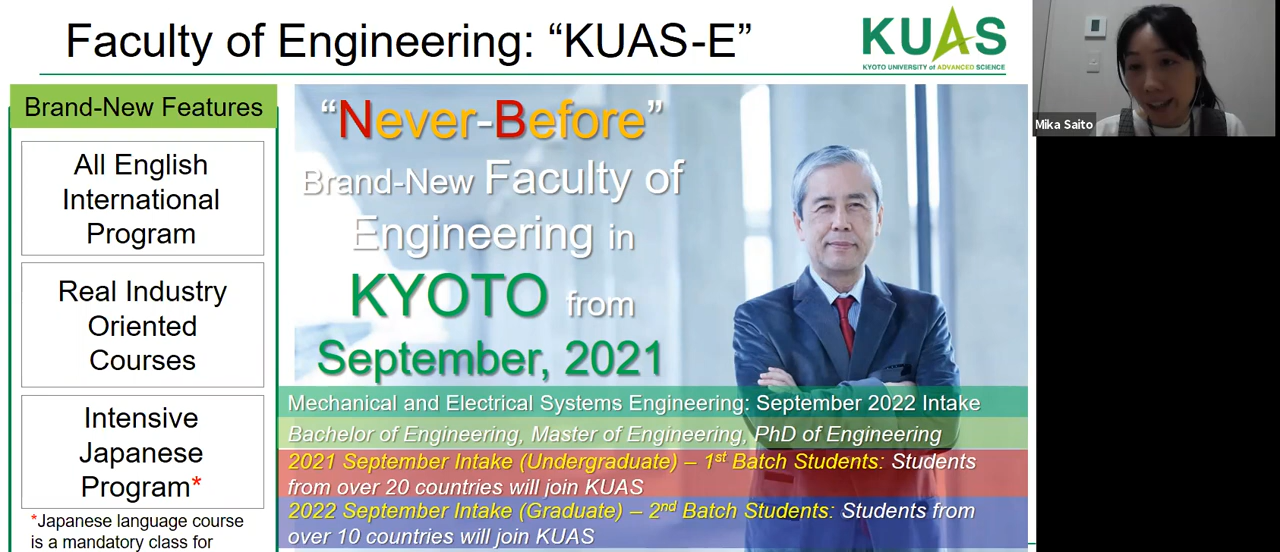 Faculty of Engineering: “KUAS-E”
KUAS
KYOTO UNIVERSITY of ADVANCED SCIENCE
Mika Saito
Brand-New Features
All English
International
Program
Real Industry
Oriented
Courses
Intensive
Japanese
Program*
*Japanese language course
is a mandatory class for
“Never-Before”
Brand-New Faculty of
Engineering in
KYOTO from
September, 2021
Mechanical and Electrical Systems Engineering: September 2022 Intake
Bachelor of Engineering, Master of Engineering, PhD of Engineering
2021 September Intake (Undergraduate) – 1st Batch Students: Students
from over 20 countries will join KUAS
2022 September Intake (Graduate) – 2nd Batch Students: Students from
over 10 countries will join KUAS